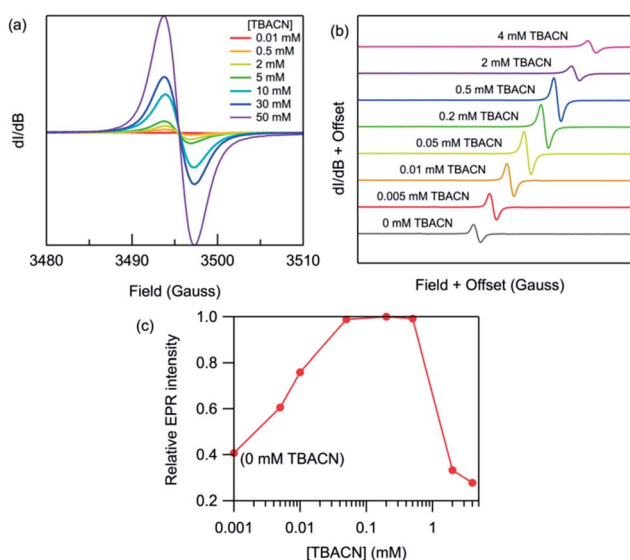 (a)
[TBACN]
0.01 mM
0.5 mM
2 mM
5 mM
10 mM
30 mM
50 mM
dI/dB
3480
3490
3500
3510
Field (Gauss)
(b)
4 mM TBACN
2 mM TBACN
0.5 mM TBACN
0.2 mM TBACN
0.05 mM TBACN
0.01 mM TBACN
0.005 mM TBACN
0 mM TBACN
dI/dB + Offset
Field + Offset (Gauss)
(c)
Relative EPR intensity
1.0
0.8
0.6
0.4
0.2
(0 mM TBACN)
0.001
0.01
0.1
1
[TBACN] (mM)